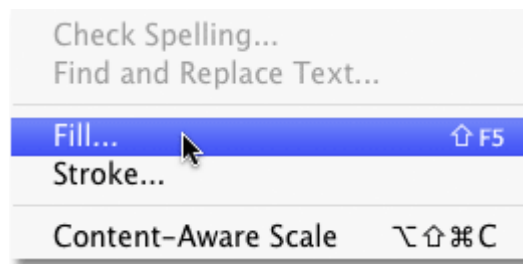 Check Spelling...
Find and Replace Text...
Fill... ⇧F5
Stroke...
Content-Aware Scale ⌥⇧⌘C